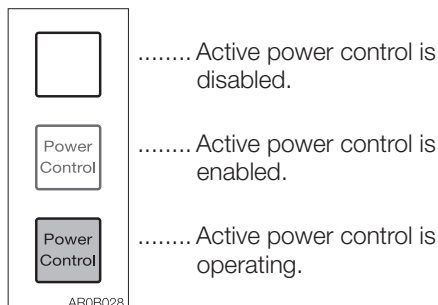 ........ Active power control is
disabled.
Power
Control
........ Active power control is
enabled.
Power
Control
........ Active power control is
operating.
AR0B028